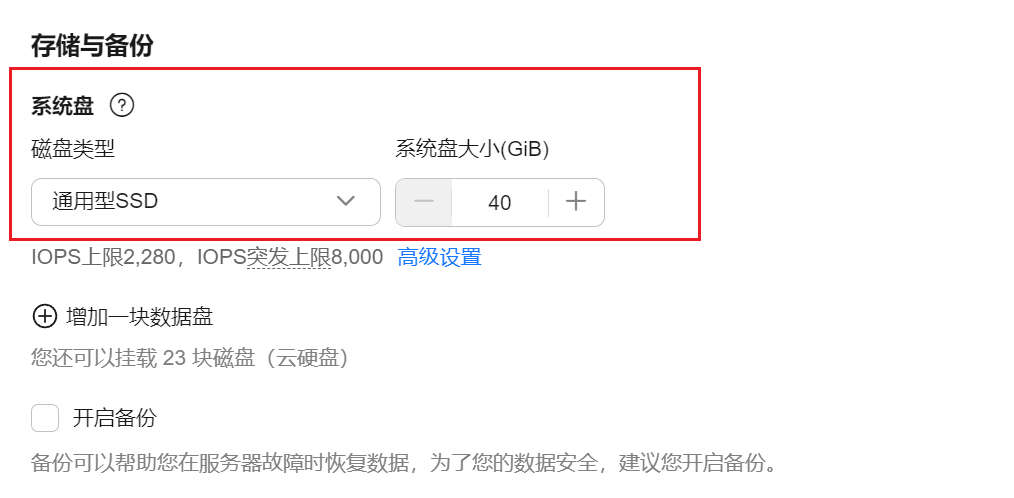 存储与备份
系统盘 ?
磁盘类型 系统盘大小(GiB)
通用型SSD − 40 +
IOPS上限2,280，IOPS突发上限8,000 高级设置
增加一块数据盘
您还可以挂载 23 块磁盘（云硬盘）
开启备份
备份可以帮助您在服务器故障时恢复数据，为了您的数据安全，建议您开启备份。